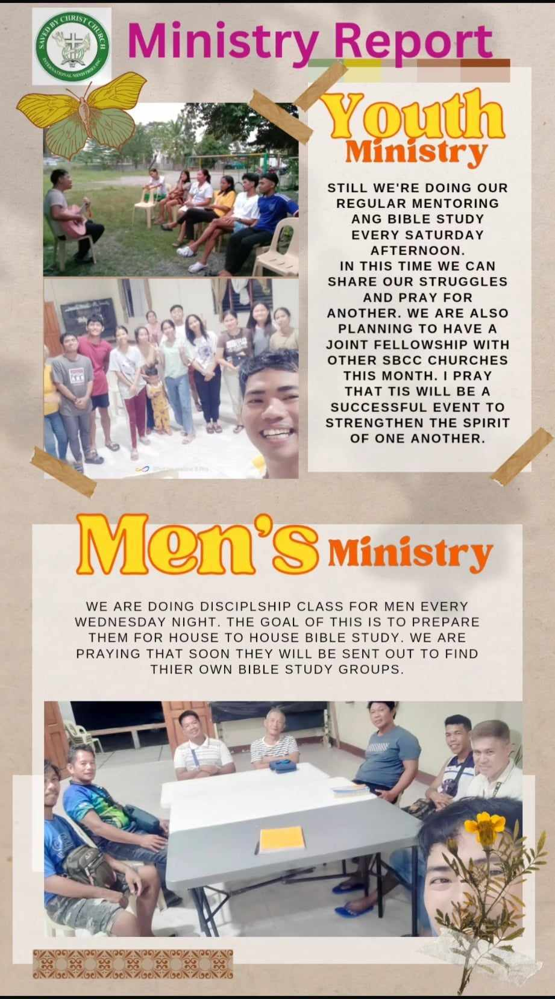 SAVED BY CHRIST CHURCH
INTERNATIONAL MINISTRIES INC.
Ministry Report
Youth
Ministry
STILL WE'RE DOING OUR
REGULAR MENTORING
ANG BIBLE STUDY
EVERY SATURDAY
AFTERNOON.
IN THIS TIME WE CAN
SHARE OUR STRUGGLES
AND PRAY FOR
ANOTHER. WE ARE ALSO
PLANNING TO HAVE A
JOINT FELLOWSHIP WITH
OTHER SBCC CHURCHES
THIS MONTH. I PRAY
THAT TIS WILL BE A
SUCCESSFUL EVENT TO
STRENGTHEN THE SPIRIT
OF ONE ANOTHER.
Men's Ministry
WE ARE DOING DISCIPLSHIP CLASS FOR MEN EVERY
WEDNESDAY NIGHT. THE GOAL OF THIS IS TO PREPARE
THEM FOR HOUSE TO HOUSE BIBLE STUDY. WE ARE
PRAYING THAT SOON THEY WILL BE SENT OUT TO FIND
THIER OWN BIBLE STUDY GROUPS.